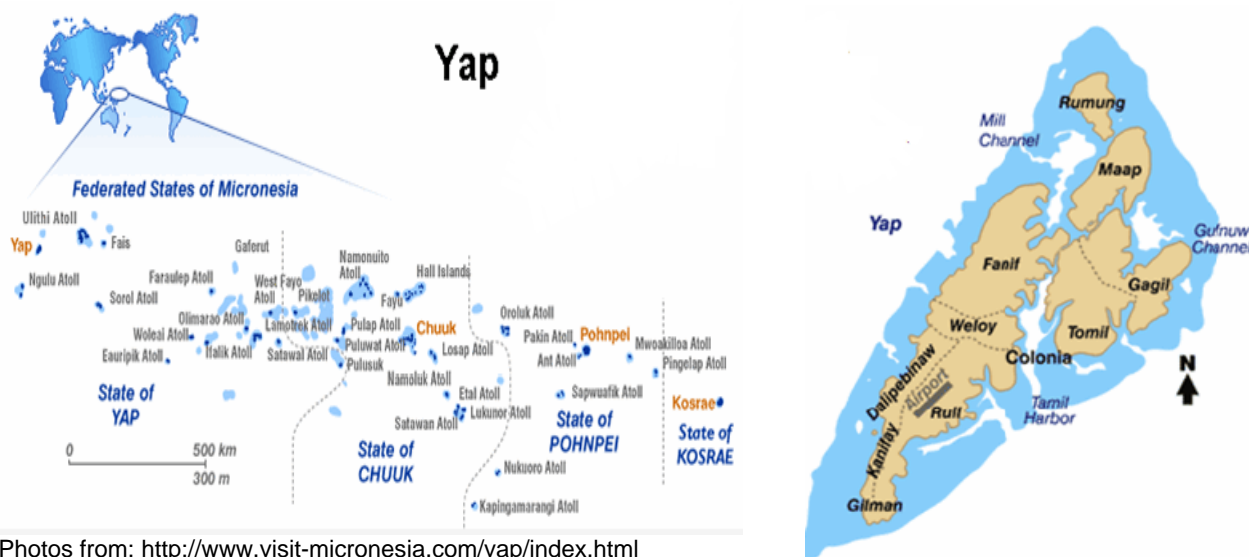 Yap
Federated States of Micronesia
Ulithi Atoll
Yap
Fais
Ngulu Atoll
Sorol Atoll
Faraulep Atoll
Gaferut
West Fayo
Atoll
Pikelot
Namonuito
Atoll
Hall Islands
Fayu
Olimarao Atoll
Lamotrek Atoll
Pulap Atoll
Chuuk
Woleai Atoll
Ifalik Atoll
Satawal Atoll
Puluwat Atoll
Losap Atoll
Eauripik Atoll
Pulusuk
Namoluk Atoll
Etal Atoll
Lukunor Atoll
Satawan Atoll
Oroluk Atoll
Pakin Atoll
Pohnpei
Mwoakilloa Atoll
Ant Atoll
Pingelap Atoll
Sapwuafik Atoll
Kosrae
Nukuoro Atoll
Kapingamarangi Atoll
State of
YAP
State of
CHUUK
State of
POHNPEI
State of
KOSRAE
0 500 km
300 m
Photos from: http://www.visit-micronesia.com/yap/index.html
Rumung
Mill
Channel
Maap
Yap
Gufnuw
Channel
Fanif
Gagil
Weloy
Tomil
Colonia
N
Dalipebinaw
Airport
Rull
Tamil
Harbor
Kanifay
Gilman